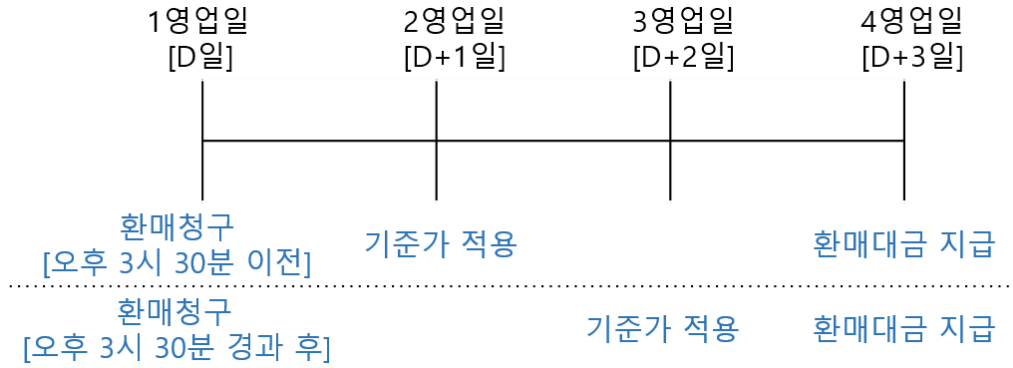 1영업일 2영업일 3영업일 4영업일
[D일] [D+1일] [D+2일] [D+3일]
환매청구
[오후 3시 30분 이전]
기준가 적용
환매대금 지급
환매청구
[오후 3시 30분 경과 후]
기준가 적용
환매대금 지급